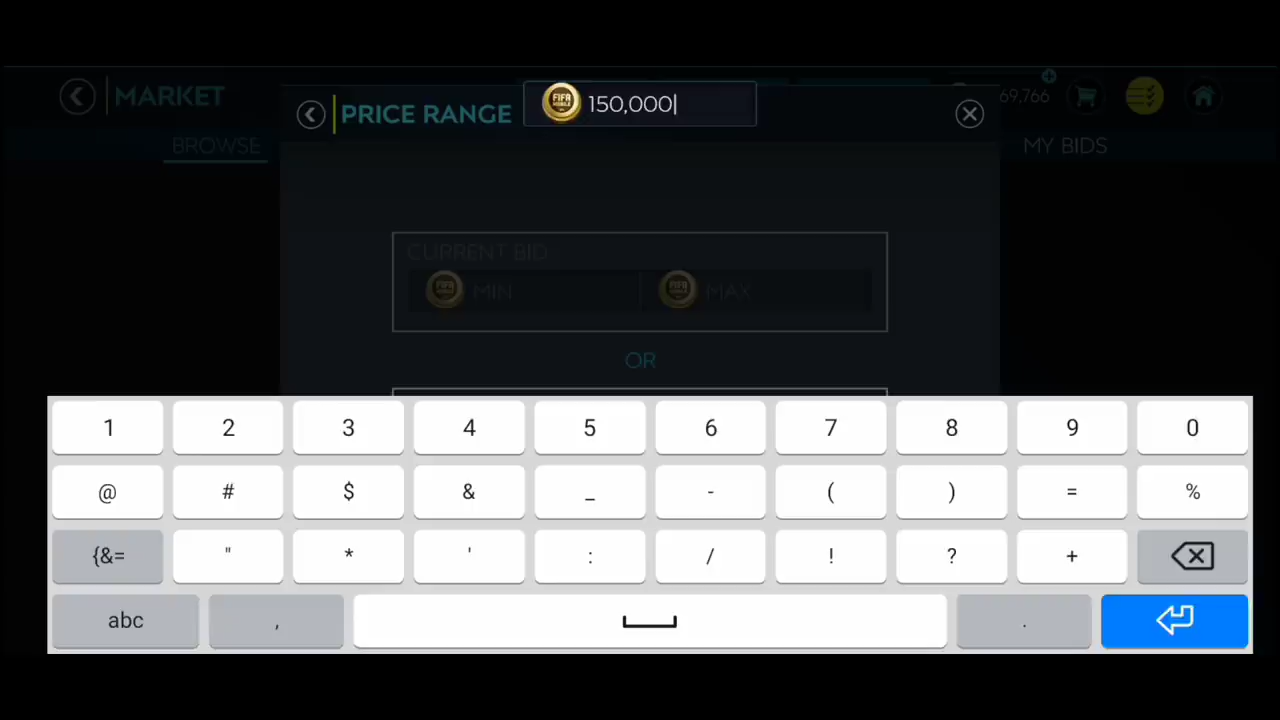 MARKET
PRICE RANGE
150,000
69,766
BROWSE
MY BIDS
CURRENT BID
MIN
MAX
OR
1 2 3 4 5 6 7 8 9 0
@ # $ & _ - ( ) = %
{&= " * ' : / ! ? +
abc , .